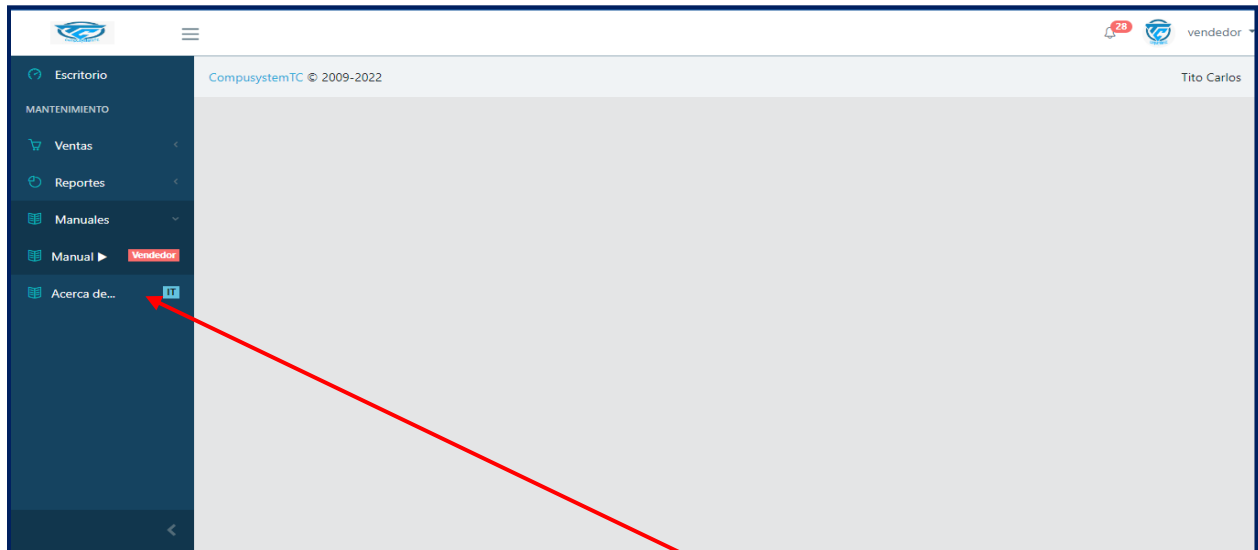 28
vendedor
Escritorio
CompusystemTC © 2009-2022
Tito Carlos
MANTENIMIENTO
Ventas
Reportes
Manuales
Manual ▶ Vendedor
Acerca de... IT